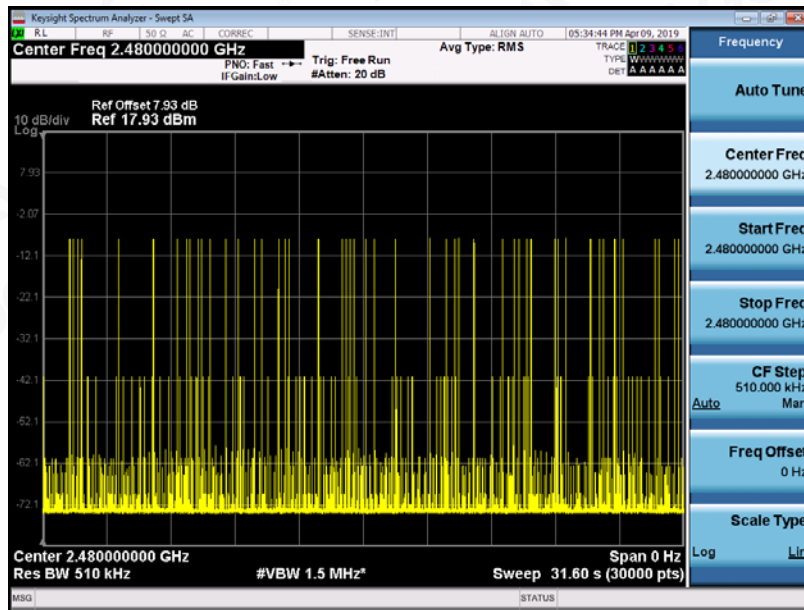 Keysight Spectrum Analyzer - Swept SA
RL RF 50 Ω AC CORREC SENSE:INT ALIGN AUTO 05:34:44 PM Apr 09, 2019
Center Freq 2.480000000 GHz
PNO: Fast
IFGain:Low
Trig: Free Run
#Atten: 20 dB
Avg Type: RMS
TRACE 1 2 3 4 5 6
TYPE WWWWWW
DET A A A A A A
Ref Offset 7.93 dB
10 dB/div Ref 17.93 dBm
Log
7.93
-2.07
-12.1
-22.1
-32.1
-42.1
-52.1
-62.1
-72.1
Center 2.480000000 GHz Span 0 Hz
Res BW 510 kHz #VBW 1.5 MHz* Sweep 31.60 s (30000 pts)
MSG STATUS
Frequency
Auto Tune
Center Freq
2.480000000 GHz
Start Freq
2.480000000 GHz
Stop Freq
2.480000000 GHz
CF Step
510.000 kHz
Auto Man
Freq Offset
0 Hz
Scale Type
Log Lin